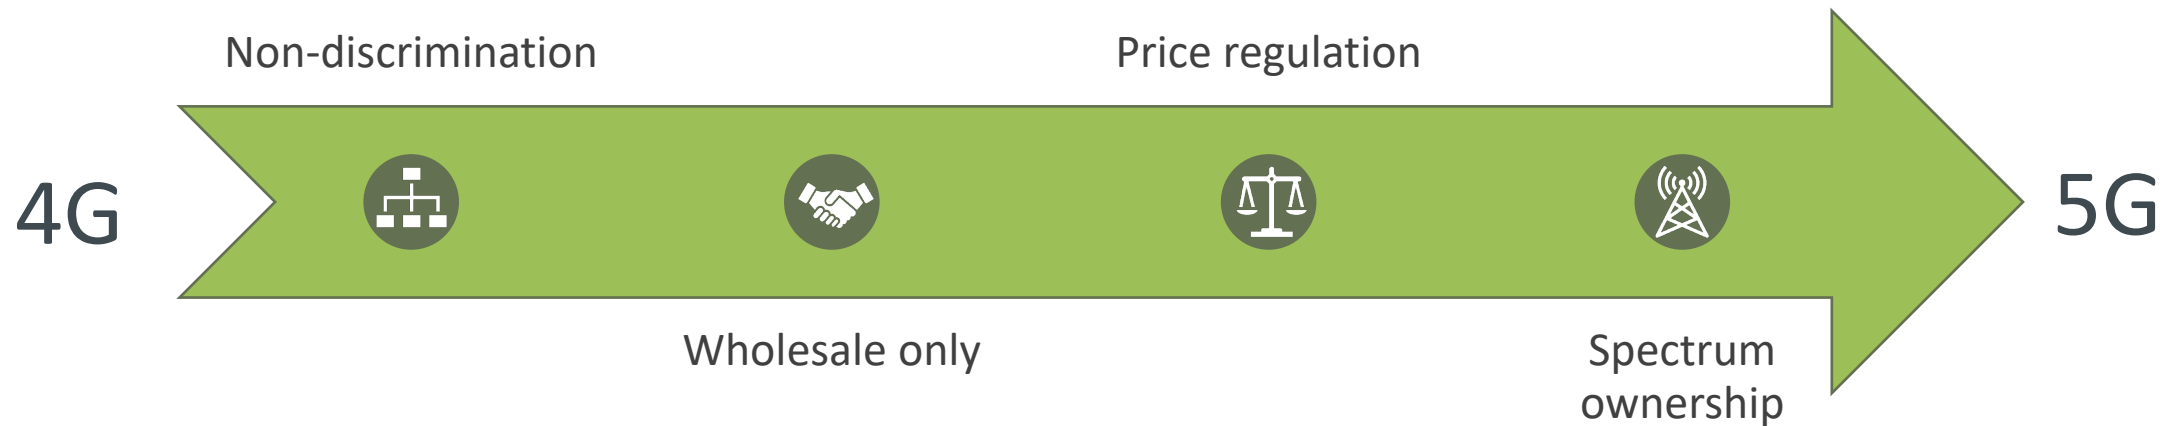 Non-discrimination
Price regulation
4G
5G
Wholesale only
Spectrum
ownership